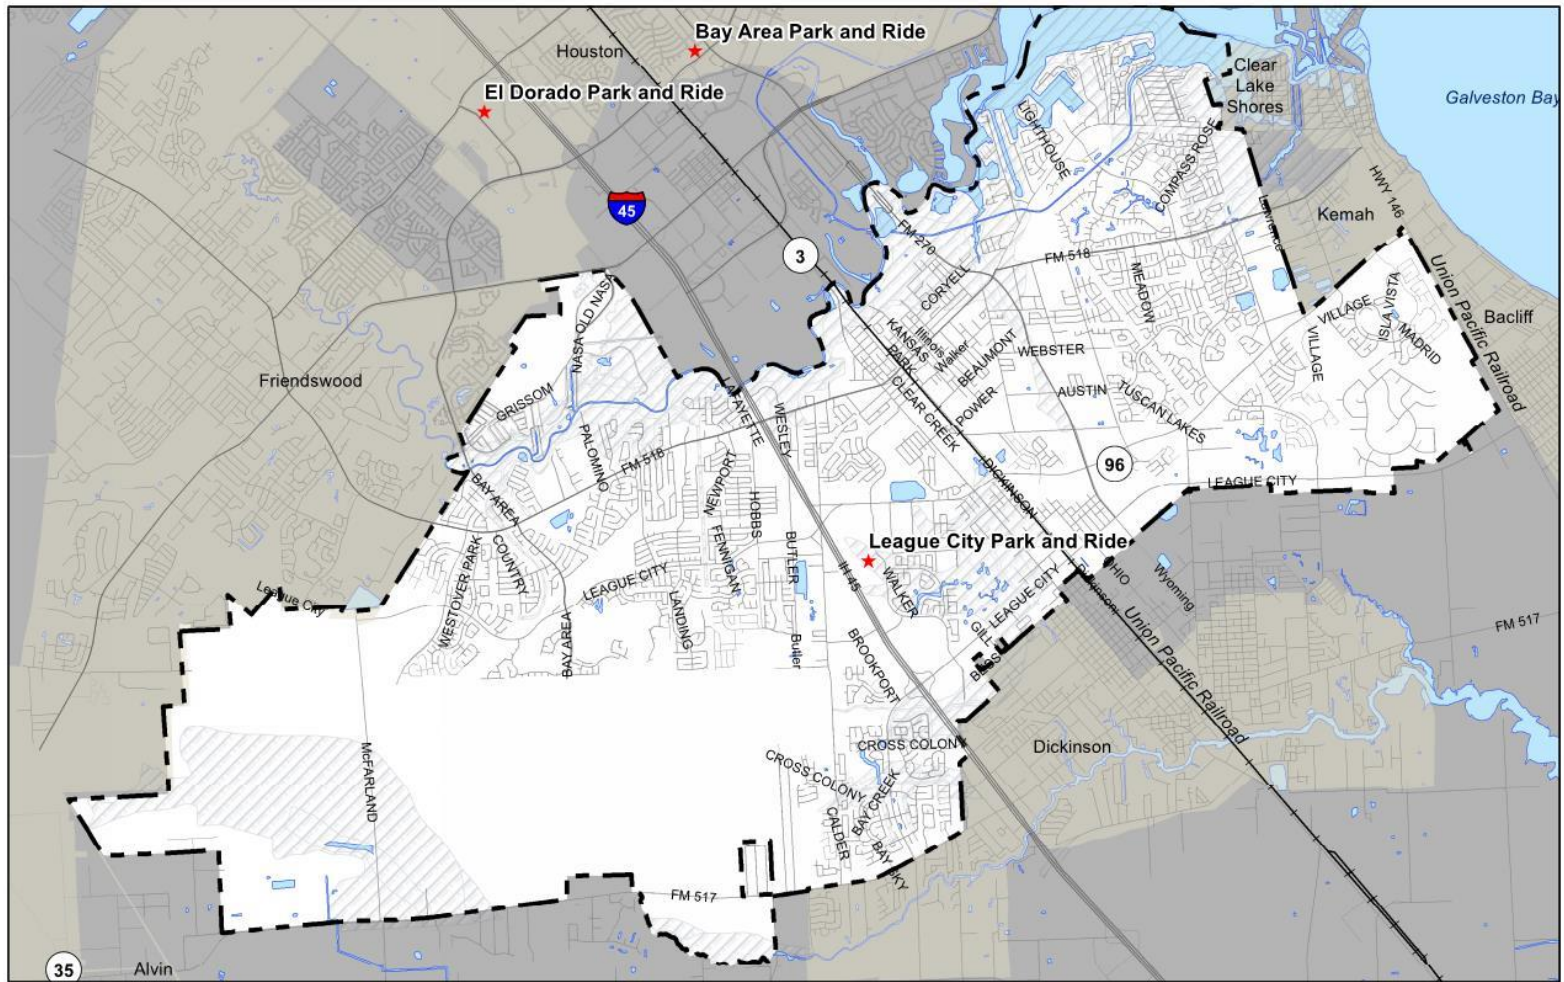 Bay Area Park and Ride
Houston
El Dorado Park and Ride
Clear
Lake
Shores
Galveston Bay
LIGHTHOUSE
COMPASS ROSE
HWY 146
45
Kemah
Lawrence
FM 270
3
FM 518
Union Pacific Railroad
CORYELL
MEADOW
NASA OLD NASA
ISLA VISTA
VILLAGE
Bacliff
KANSAS
Illinois
Walker
MADRID
VILLAGE
PARK
BEAUMONT
WEBSTER
Friendswood
GRISSOM
LAFAYETTE
WESLEY
CLEAR CREEK
POWER
AUSTIN
TUSCAN LAKES
PALOMINO
FM 518
96
NEWPORT
DICKINSON
LEAGUE CITY
BAY AREA
HOBBS
League City Park and Ride
COUNTRY
WESTOVER PARK
FENNIGAN
BUTLER
IH 45
WALKER
LEAGUE CITY
LEAGUE CITY
Wyoming
League City
LANDING
GILL
Union Pacific Railroad
FM 517
BAY AREA
Butler
BROOKPORT
Dickinson
CROSS COLONY
CROSS COLONY
McFARLAND
BAY CREEK
CALDER
BAY SKY
FM 517
35
Alvin